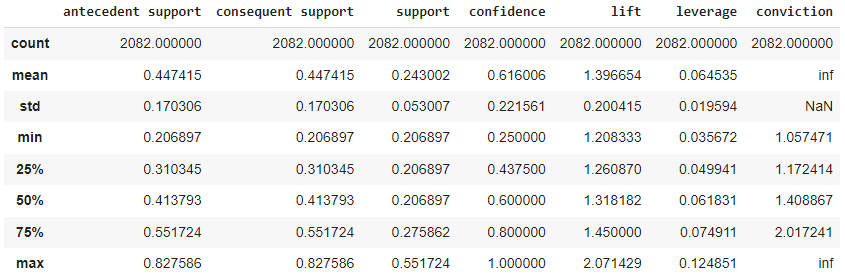 antecedent support consequent support support confidence lift leverage conviction
count 2082.000000 2082.000000 2082.000000 2082.000000 2082.000000 2082.000000 2082.000000
mean 0.447415 0.447415 0.243002 0.616006 1.396654 0.064535 inf
std 0.170306 0.170306 0.053007 0.221561 0.200415 0.019594 NaN
min 0.206897 0.206897 0.206897 0.250000 1.208333 0.035672 1.057471
25% 0.310345 0.310345 0.206897 0.437500 1.260870 0.049941 1.172414
50% 0.413793 0.413793 0.206897 0.600000 1.318182 0.061831 1.408867
75% 0.551724 0.551724 0.275862 0.800000 1.450000 0.074911 2.017241
max 0.827586 0.827586 0.551724 1.000000 2.071429 0.124851 inf